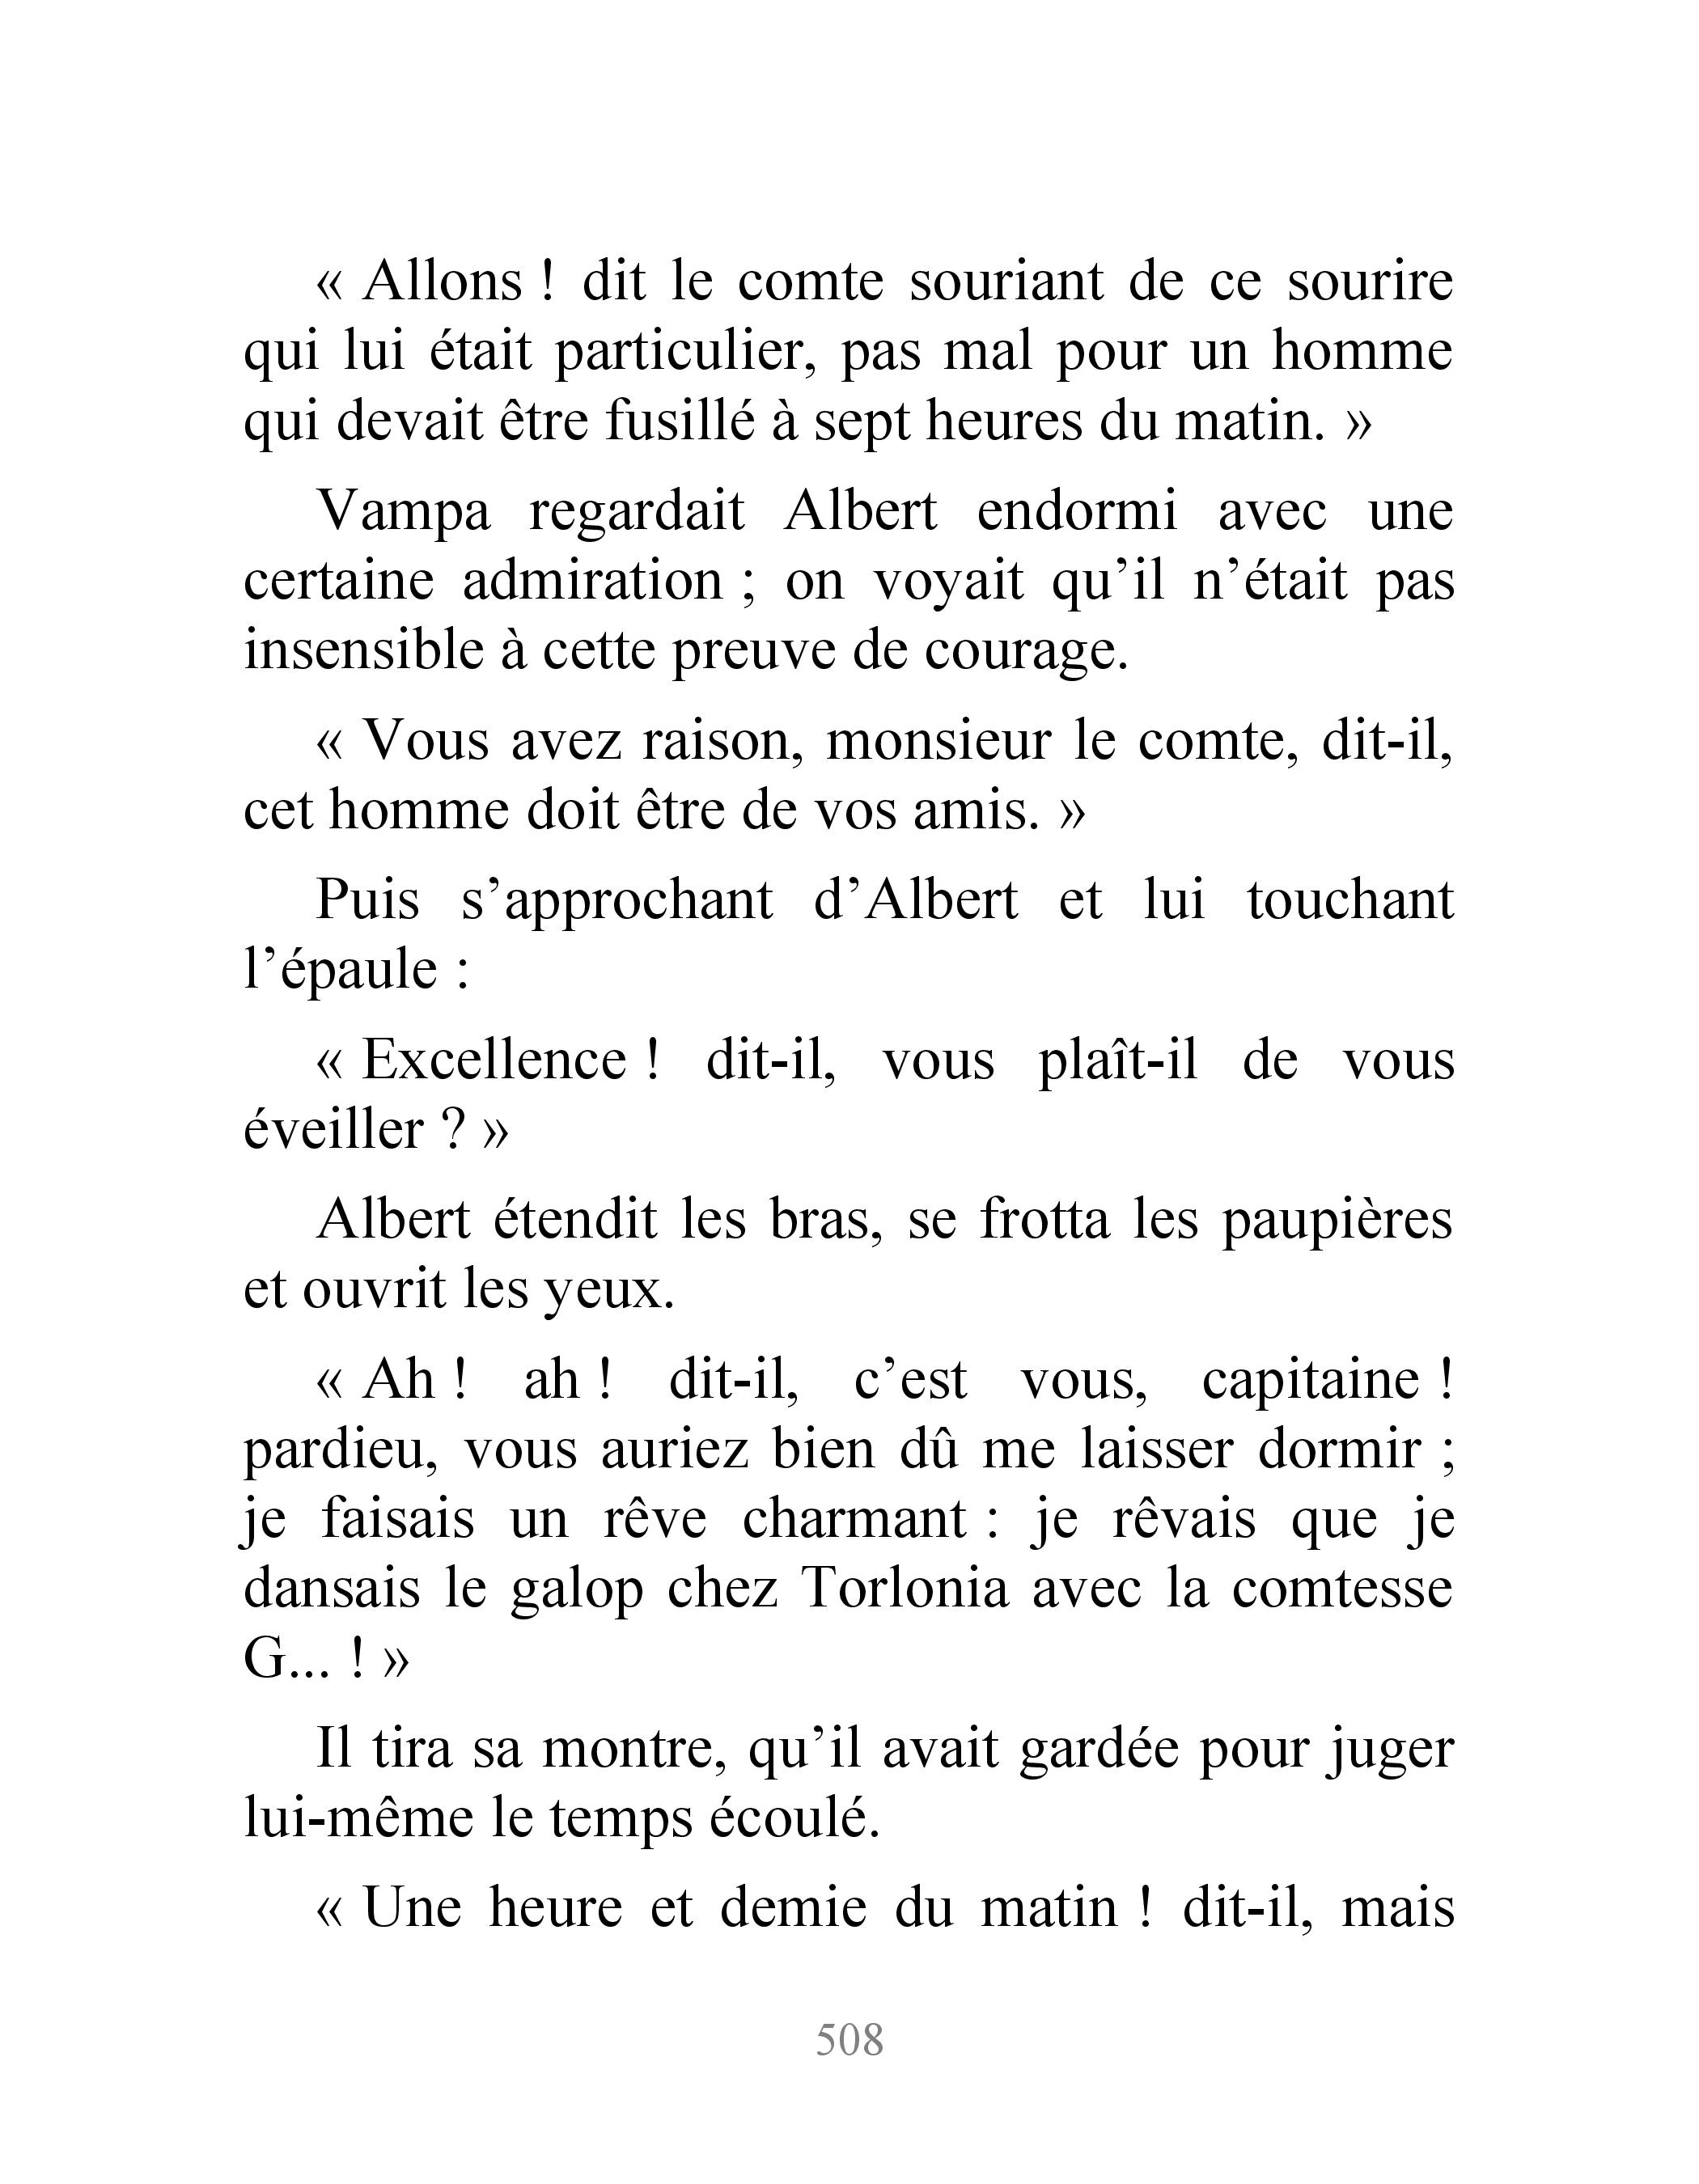 « Allons ! dit le comte souriant de ce sourire
qui lui était particulier, pas mal pour un homme
qui devait être fusillé à sept heures du matin. »
Vampa regardait Albert endormi avec une
certaine admiration ; on voyait qu’il n’était pas
insensible à cette preuve de courage.
« Vous avez raison, monsieur le comte, dit-il,
cet homme doit être de vos amis. »
Puis s’approchant d’Albert et lui touchant
l’épaule :
« Excellence ! dit-il, vous plaît-il de vous
éveiller ? »
Albert étendit les bras, se frotta les paupières
et ouvrit les yeux.
« Ah ! ah ! dit-il, c’est vous, capitaine !
pardieu, vous auriez bien dû me laisser dormir ;
je faisais un rêve charmant : je rêvais que je
dansais le galop chez Torlonia avec la comtesse
G... ! »
Il tira sa montre, qu’il avait gardée pour juger
lui-même le temps écoulé.
« Une heure et demie du matin ! dit-il, mais
508